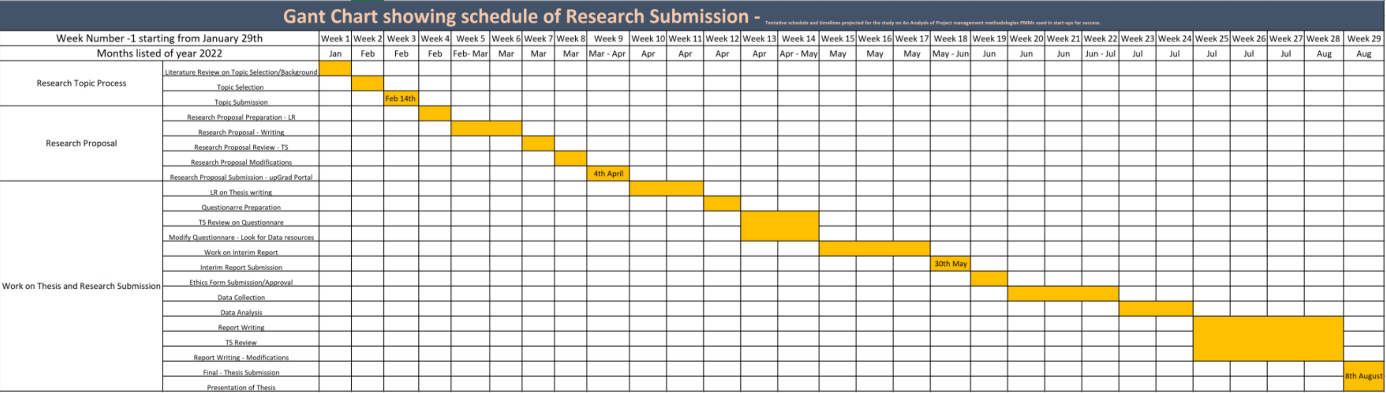 Gant Chart showing schedule of Research Submission - Tentative schedule and timelines projected for the study on An Analysis of Project management methodologies PMMs used in start-ups for success.
Week Number -1 starting from January 29th Week 1 Week 2 Week 3 Week 4 Week 5 Week 6 Week 7 Week 8 Week 9 Week 10 Week 11 Week 12 Week 13 Week 14 Week 15 Week 16 Week 17 Week 18 Week 19 Week 20 Week 21 Week 22 Week 23 Week 24 Week 25 Week 26 Week 27 Week 28 Week 29
Months listed of year 2022 Jan Feb Feb Feb Feb- Mar Mar Mar Mar Mar - Apr Apr Apr Apr Apr Apr - May May May May May - Jun Jun Jun Jun Jun - Jul Jul Jul Jul Jul Jul Aug Aug
Research Topic Process
Literature Review on Topic Selection/Background
Topic Selection
Topic Submission Feb 14th
Research Proposal
Research Proposal Preparation - LR
Research Proposal - Writing
Research Proposal Review - TS
Research Proposal Modifications
Research Proposal Submission - upGrad Portal 4th April
Work on Thesis and Research Submission
LR on Thesis writing
Questionarre Preparation
TS Review on Questionnare
Modify Questionnare - Look for Data resources
Work on Interim Report
Interim Report Submission 30th May
Ethics Form Submission/Approval
Data Collection
Data Analysis
Report Writing
TS Review
Report Writing - Modifications
Final - Thesis Submission
8th August
Presentation of Thesis